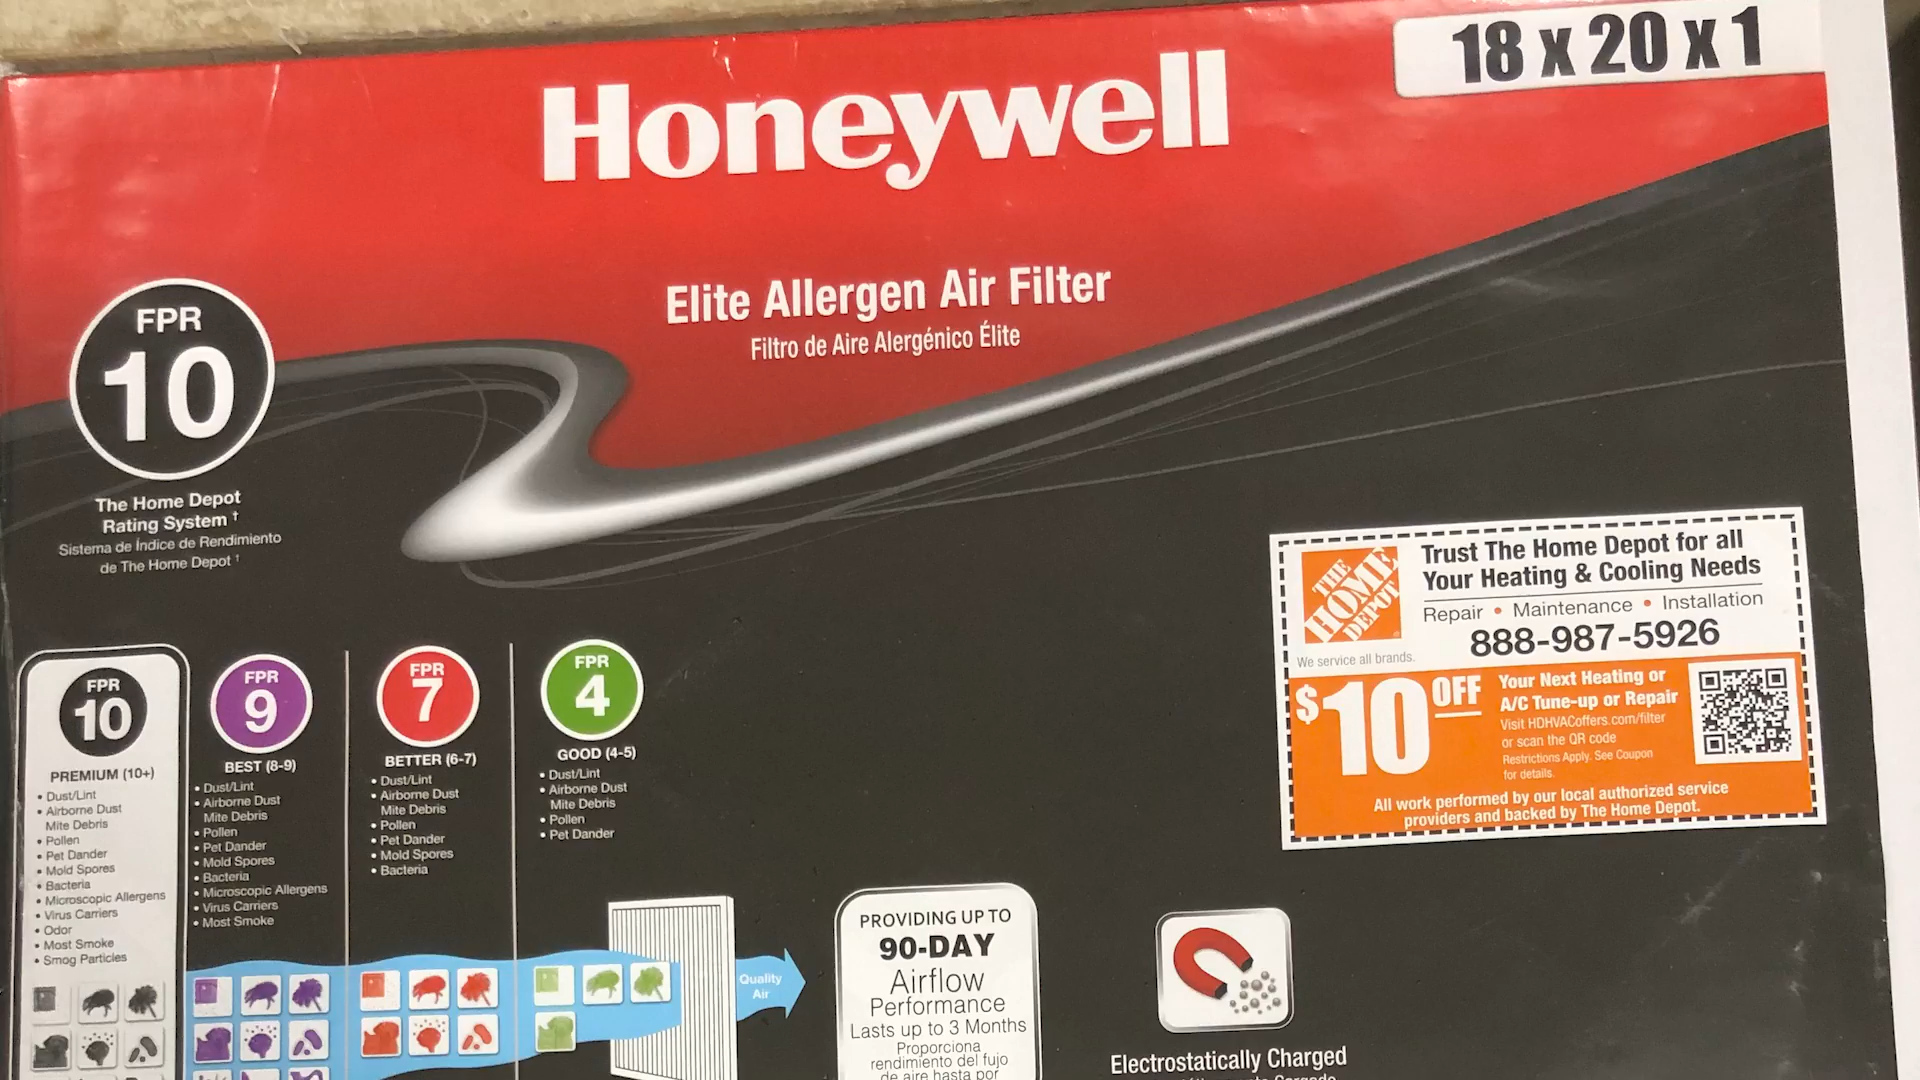 18 x 20 x 1
Honeywell
Elite Allergen Air Filter
Filtro de Aire Alergénico Élite
FPR
10
The Home Depot
Rating System †
Sistema de Índice de Rendimiento
de The Home Depot †
FPR
10
PREMIUM (10+)
• Dust/Lint
• Airborne Dust
Mite Debris
• Pollen
• Pet Dander
• Mold Spores
• Bacteria
• Microscopic Allergens
• Virus Carriers
• Odor
• Most Smoke
• Smog Particles
FPR
9
BEST (8-9)
• Dust/Lint
• Airborne Dust
Mite Debris
• Pollen
• Pet Dander
• Mold Spores
• Bacteria
• Microscopic Allergens
• Virus Carriers
• Most Smoke
FPR
7
BETTER (6-7)
• Dust/Lint
• Airborne Dust
Mite Debris
• Pollen
• Pet Dander
• Mold Spores
• Bacteria
FPR
4
GOOD (4-5)
• Dust/Lint
• Airborne Dust
Mite Debris
• Pollen
• Pet Dander
Quality
Air
PROVIDING UP TO
90-DAY
Airflow
Performance
Lasts up to 3 Months
Proporciona
rendimiento del fujo
de aire hasta por
Electrostatically Charged
THE
HOME
DEPOT
We service all brands.
Trust The Home Depot for all
Your Heating & Cooling Needs
Repair • Maintenance • Installation
888-987-5926
$10 OFF
Your Next Heating or
A/C Tune-up or Repair
Visit HDHVACoffers.com/filter
or scan the QR code
Restrictions Apply. See Coupon
for details.
All work performed by our local authorized service
providers and backed by The Home Depot.